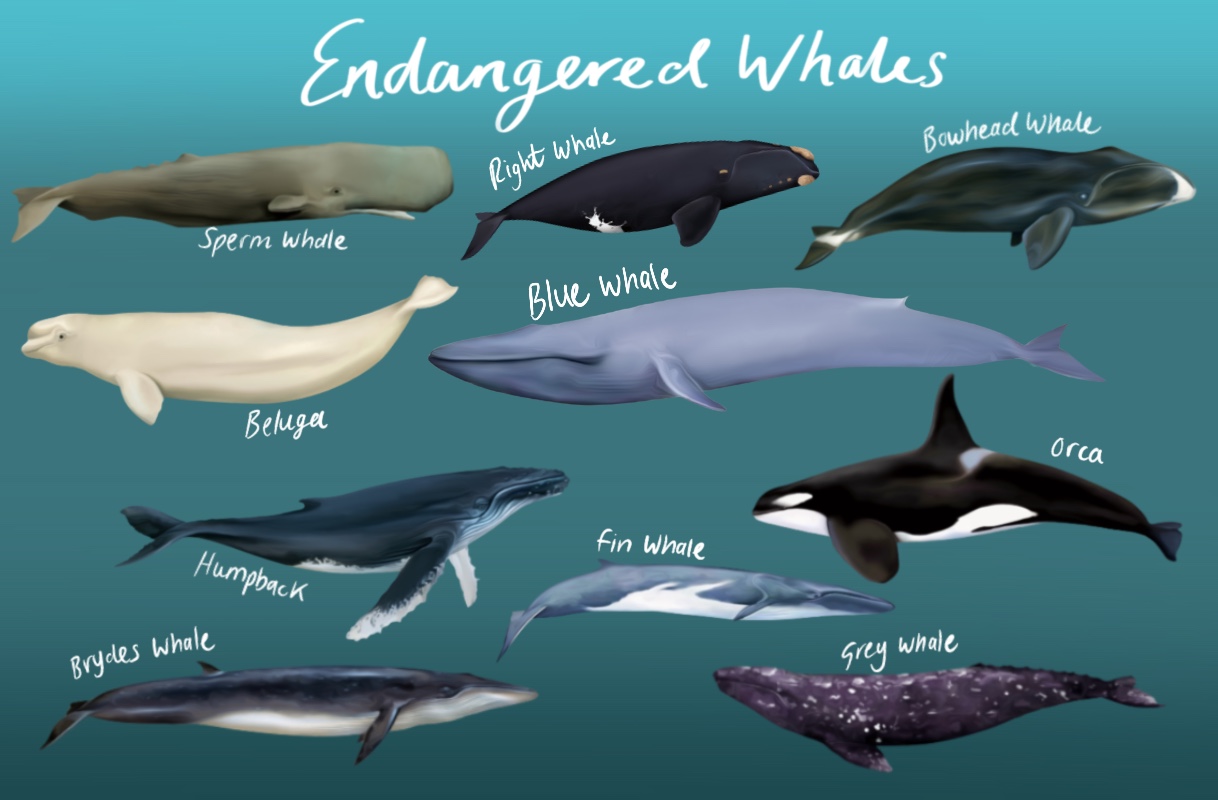 Endangered Whales
Right Whale
Bowhead Whale
Sperm Whale
Blue Whale
Beluga
Orca
Humpback
Fin Whale
Brydes Whale
Grey Whale